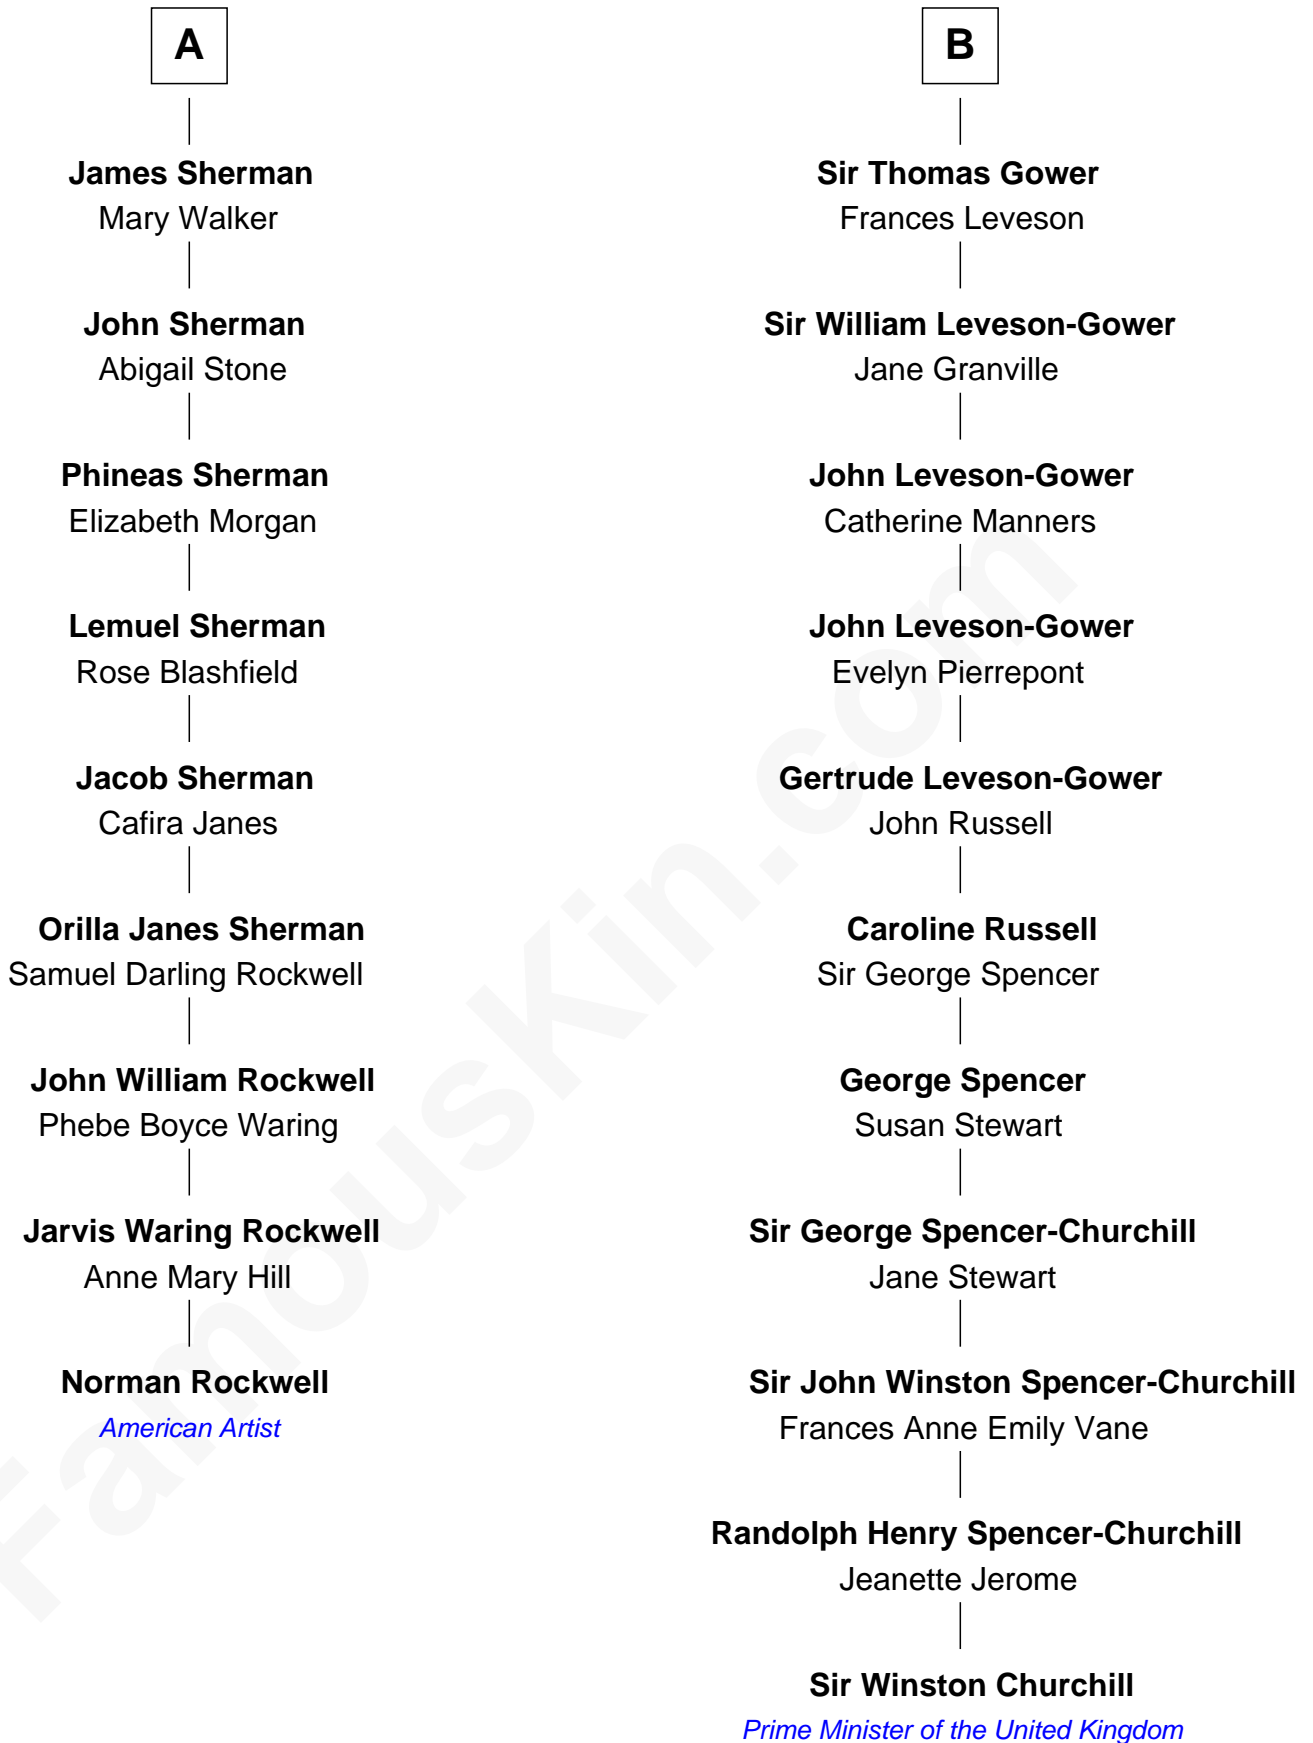 A
James Sherman
Mary Walker
John Sherman
Abigail Stone
Phineas Sherman
Elizabeth Morgan
Lemuel Sherman
Rose Blashfield
Jacob Sherman
Cafira Janes
Orilla Janes Sherman
Samuel Darling Rockwell
John William Rockwell
Phebe Boyce Waring
Jarvis Waring Rockwell
Anne Mary Hill
Norman Rockwell
American Artist
B
Sir Thomas Gower
Frances Leveson
Sir William Leveson-Gower
Jane Granville
John Leveson-Gower
Catherine Manners
John Leveson-Gower
Evelyn Pierrepont
Gertrude Leveson-Gower
John Russell
Caroline Russell
Sir George Spencer
George Spencer
Susan Stewart
Sir George Spencer-Churchill
Jane Stewart
Sir John Winston Spencer-Churchill
Frances Anne Emily Vane
Randolph Henry Spencer-Churchill
Jeanette Jerome
Sir Winston Churchill
Prime Minister of the United Kingdom
FamousKin.com